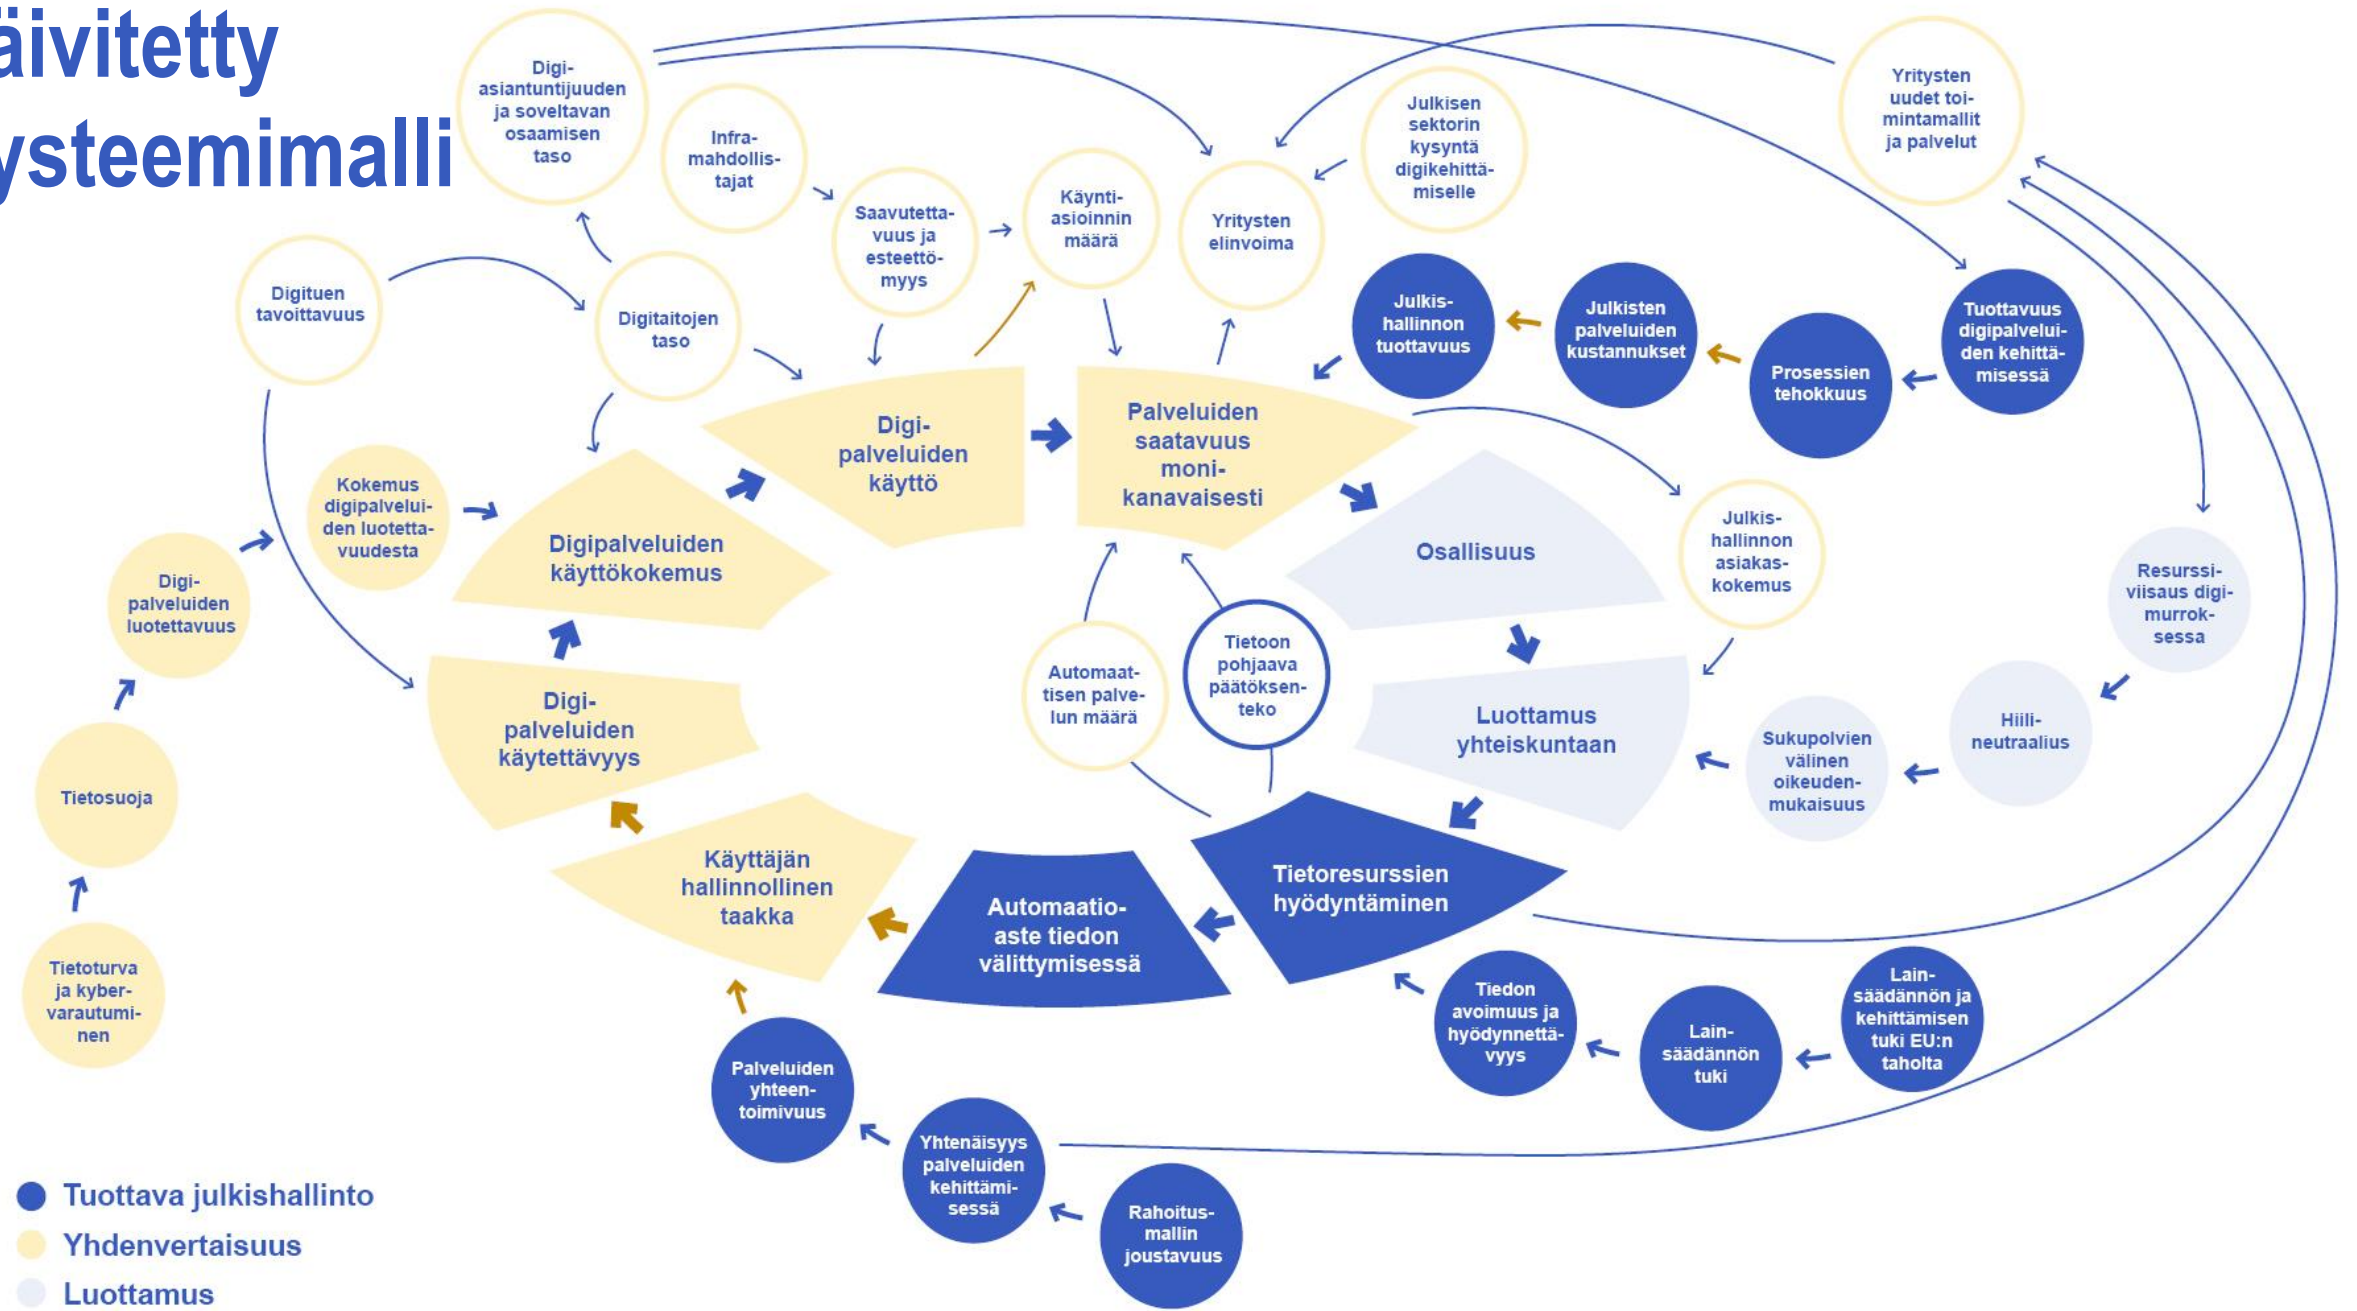 äivitetty
ysteemimalli
Digi-
asiantuntijuuden
ja soveltavan
osaamisen
taso
Infra-
mahdollis-
tajat
Saavutetta-
vuus ja
esteettö-
myys
Käynti-
asioinnin
määrä
Yritysten
elinvoima
Julkisen
sektorin
kysyntä
digikehittä-
miselle
Yritysten
uudet toi-
mintamallit
ja palvelut
Digituen
tavoittavuus
Digitaitojen
taso
Julkis-
hallinnon
tuottavuus
Julkisten
palveluiden
kustannukset
Prosessien
tehokkuus
Tuottavuus
digipalvelui-
den kehittä-
misessä
Digi-
palveluiden
käyttö
Palveluiden
saatavuus
moni-
kanavaisesti
Kokemus
digipalvelui-
den luotetta-
vuudesta
Digipalveluiden
käyttökokemus
Osallisuus
Julkis-
hallinnon
asiakas-
kokemus
Digi-
palveluiden
luotettavuus
Resurssi-
viisaus digi-
murrok-
sessa
Automaat-
tisen palve-
lun määrä
Tietoon
pohjaava
päätöksen-
teko
Digi-
palveluiden
käytettävyys
Luottamus
yhteiskuntaan
Sukupolvien
välinen
oikeuden-
mukaisuus
Hiili-
neutraalius
Tietosuoja
Käyttäjän
hallinnollinen
taakka
Automaatio-
aste tiedon
välittymisessä
Tietoresurssien
hyödyntäminen
Tietoturva
ja kyber-
varautumi-
nen
Tiedon
avoimuus ja
hyödynnettä-
vyys
Lain-
säädännön
tuki
Lain-
säädännön ja
kehittämisen
tuki EU:n
taholta
Palveluiden
yhteen-
toimivuus
Yhtenäisyys
palveluiden
kehittämi-
sessä
Rahoitus-
mallin
joustavuus
Tuottava julkishallinto
Yhdenvertaisuus
Luottamus